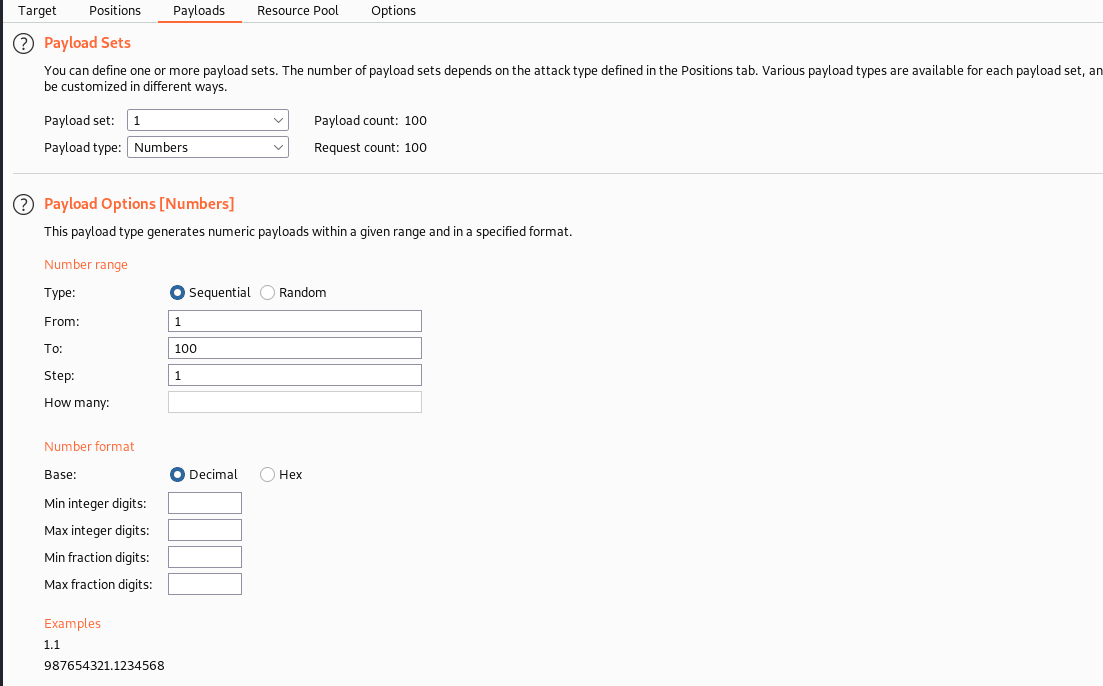 Target Positions Payloads Resource Pool Options
? Payload Sets
You can define one or more payload sets. The number of payload sets depends on the attack type defined in the Positions tab. Various payload types are available for each payload set, an
be customized in different ways.
Payload set: 1 Payload count: 100
Payload type: Numbers Request count: 100
? Payload Options [Numbers]
This payload type generates numeric payloads within a given range and in a specified format.
Number range
Type: Sequential Random
From: 1
To: 100
Step: 1
How many:
Number format
Base: Decimal Hex
Min integer digits:
Max integer digits:
Min fraction digits:
Max fraction digits:
Examples
1.1
987654321.1234568